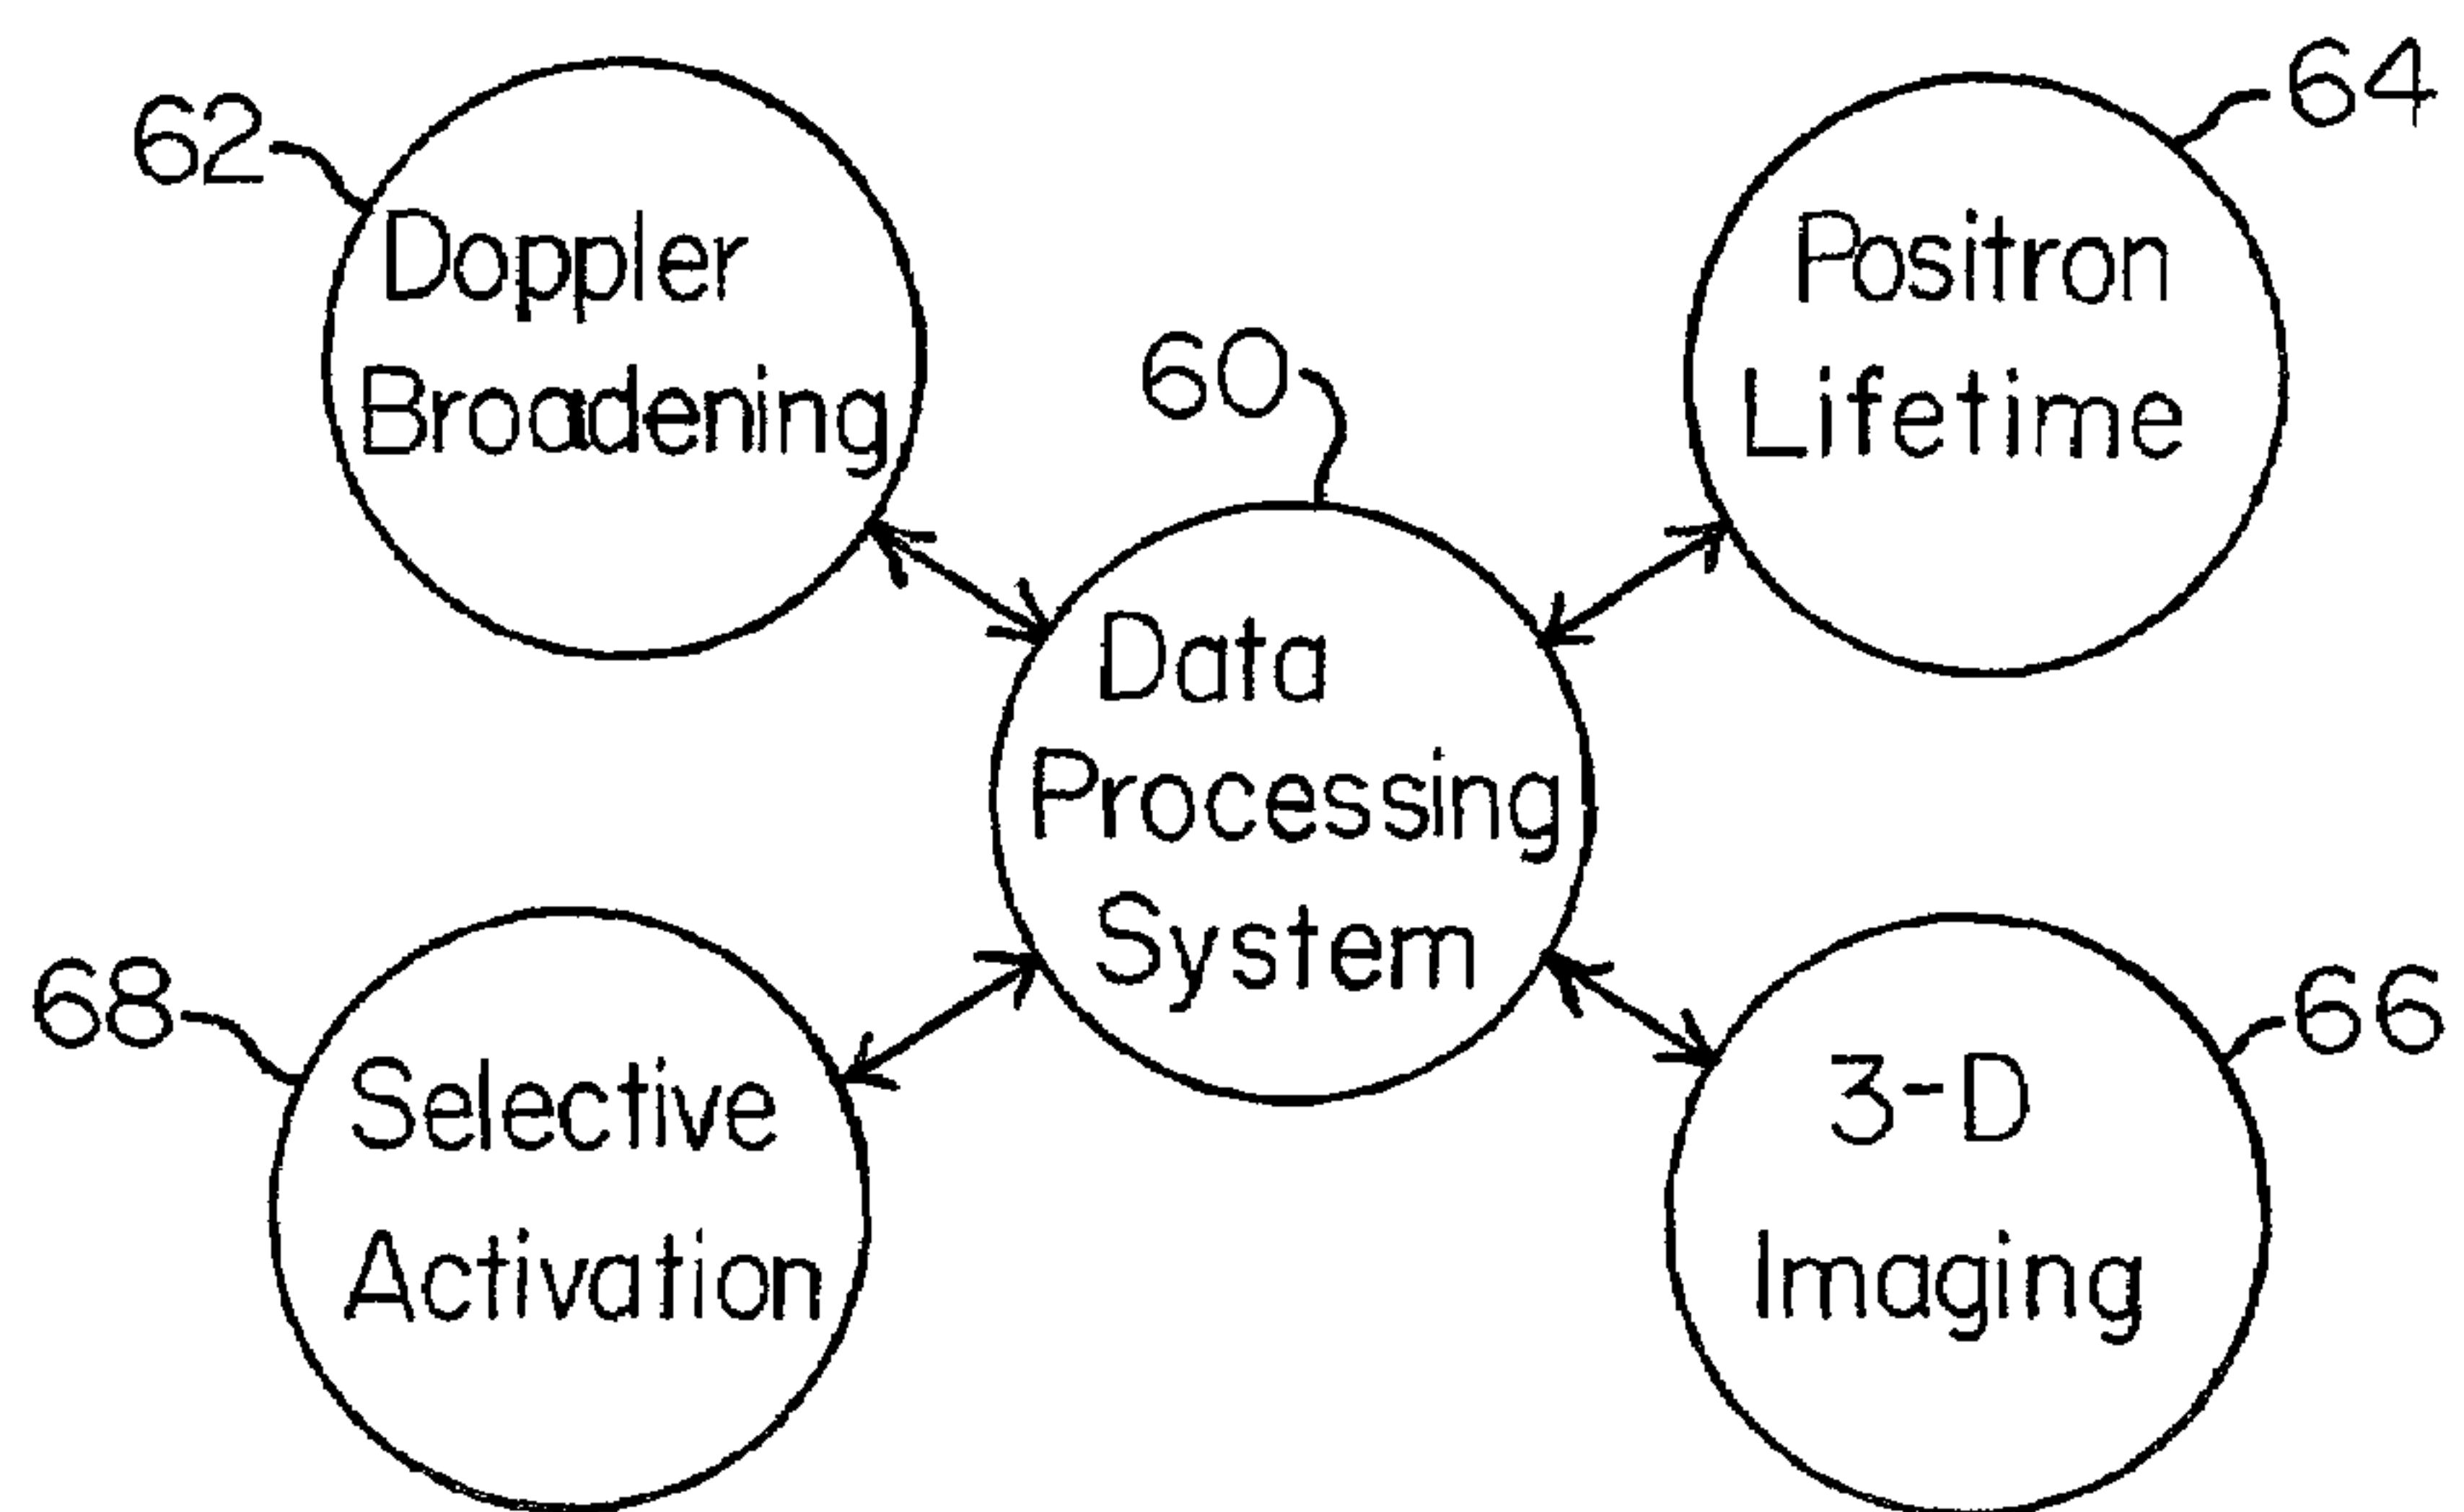 62
Doppler
Broadening
64
Positron
Lifetime
60
Data
Processing
System
68
Selective
Activation
66
3-D
Imaging